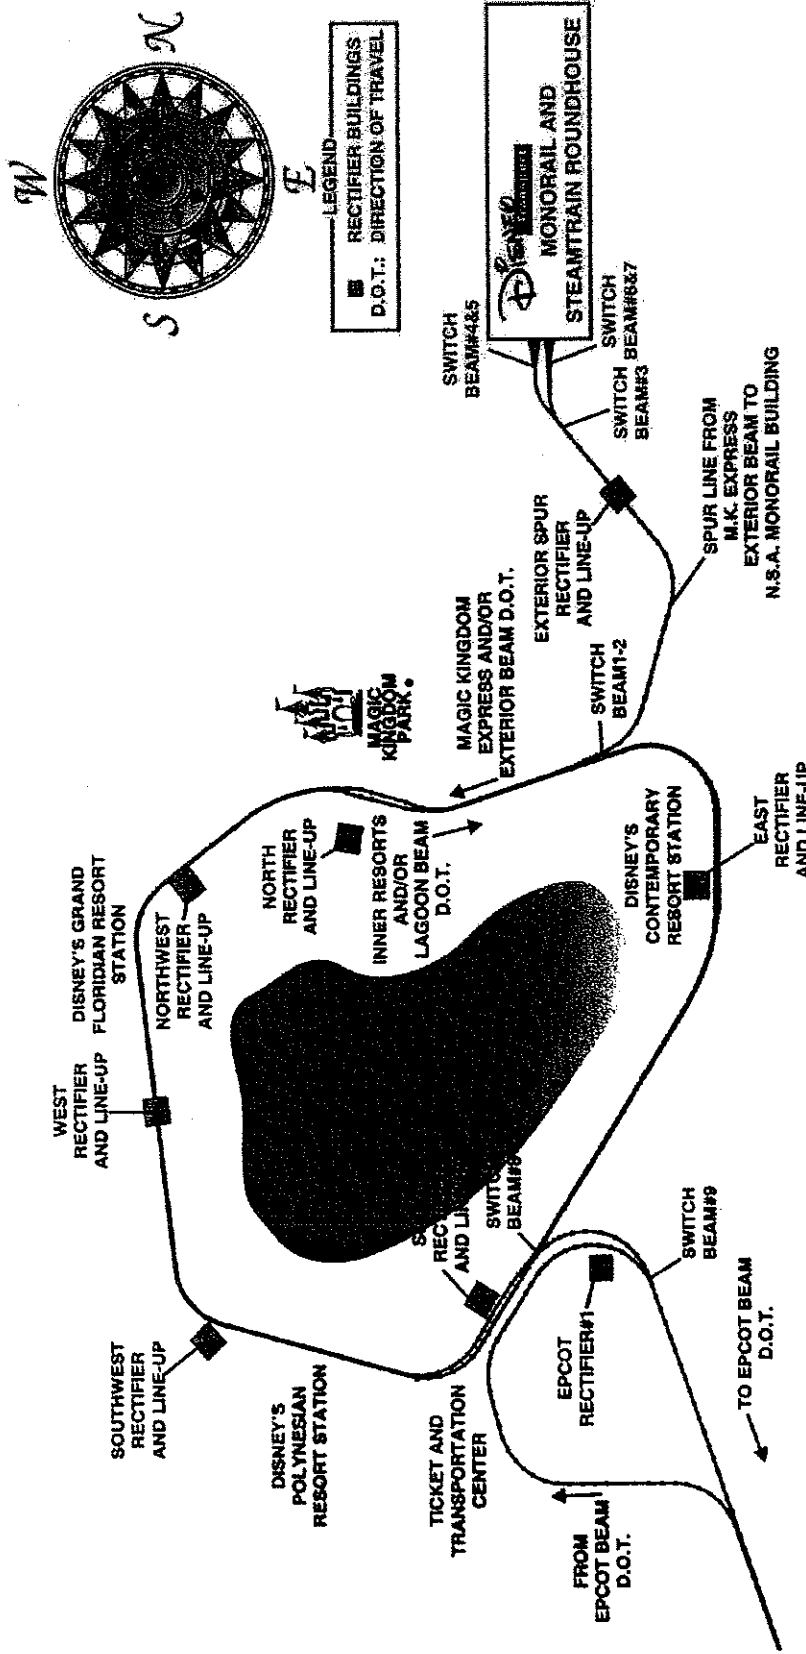 W
N
S
E
LEGEND
RECTIFIER BUILDINGS
D.O.T.: DIRECTION OF TRAVEL
MONORAIL AND
STEAMTRAIN ROUNDHOUSE
SWITCH
BEAM#4&5
SWITCH
BEAM#6&7
SWITCH
BEAM#3
EXTERIOR SPUR
RECTIFIER
AND LINE-UP
SPUR LINE FROM
M.K. EXPRESS
EXTERIOR BEAM TO
N.S.A. MONORAIL BUILDING
SWITCH
BEAM1-2
MAGIC KINGDOM
EXPRESS AND/OR
EXTERIOR BEAM D.O.T.
MAGIC
KINGDOM
PARK
DISNEY'S GRAND
FLORIDIAN RESORT
STATION
NORTHWEST
RECTIFIER
AND LINE-UP
NORTH
RECTIFIER
AND LINE-UP
INNER RESORTS
AND/OR
LAGOON BEAM
D.O.T.
DISNEY'S
CONTEMPORARY
RESORT STATION
EAST
RECTIFIER
AND LINE-UP
WEST
RECTIFIER
AND LINE-UP
SOUTHWEST
RECTIFIER
AND LINE-UP
DISNEY'S
POLYNESIAN
RESORT STATION
TICKET AND
TRANSPORTATION
CENTER
EPCOT
RECTIFIER#1
SWITCH
BEAM#9
TO EPCOT BEAM
D.O.T.
FROM
EPCOT BEAM
D.O.T.